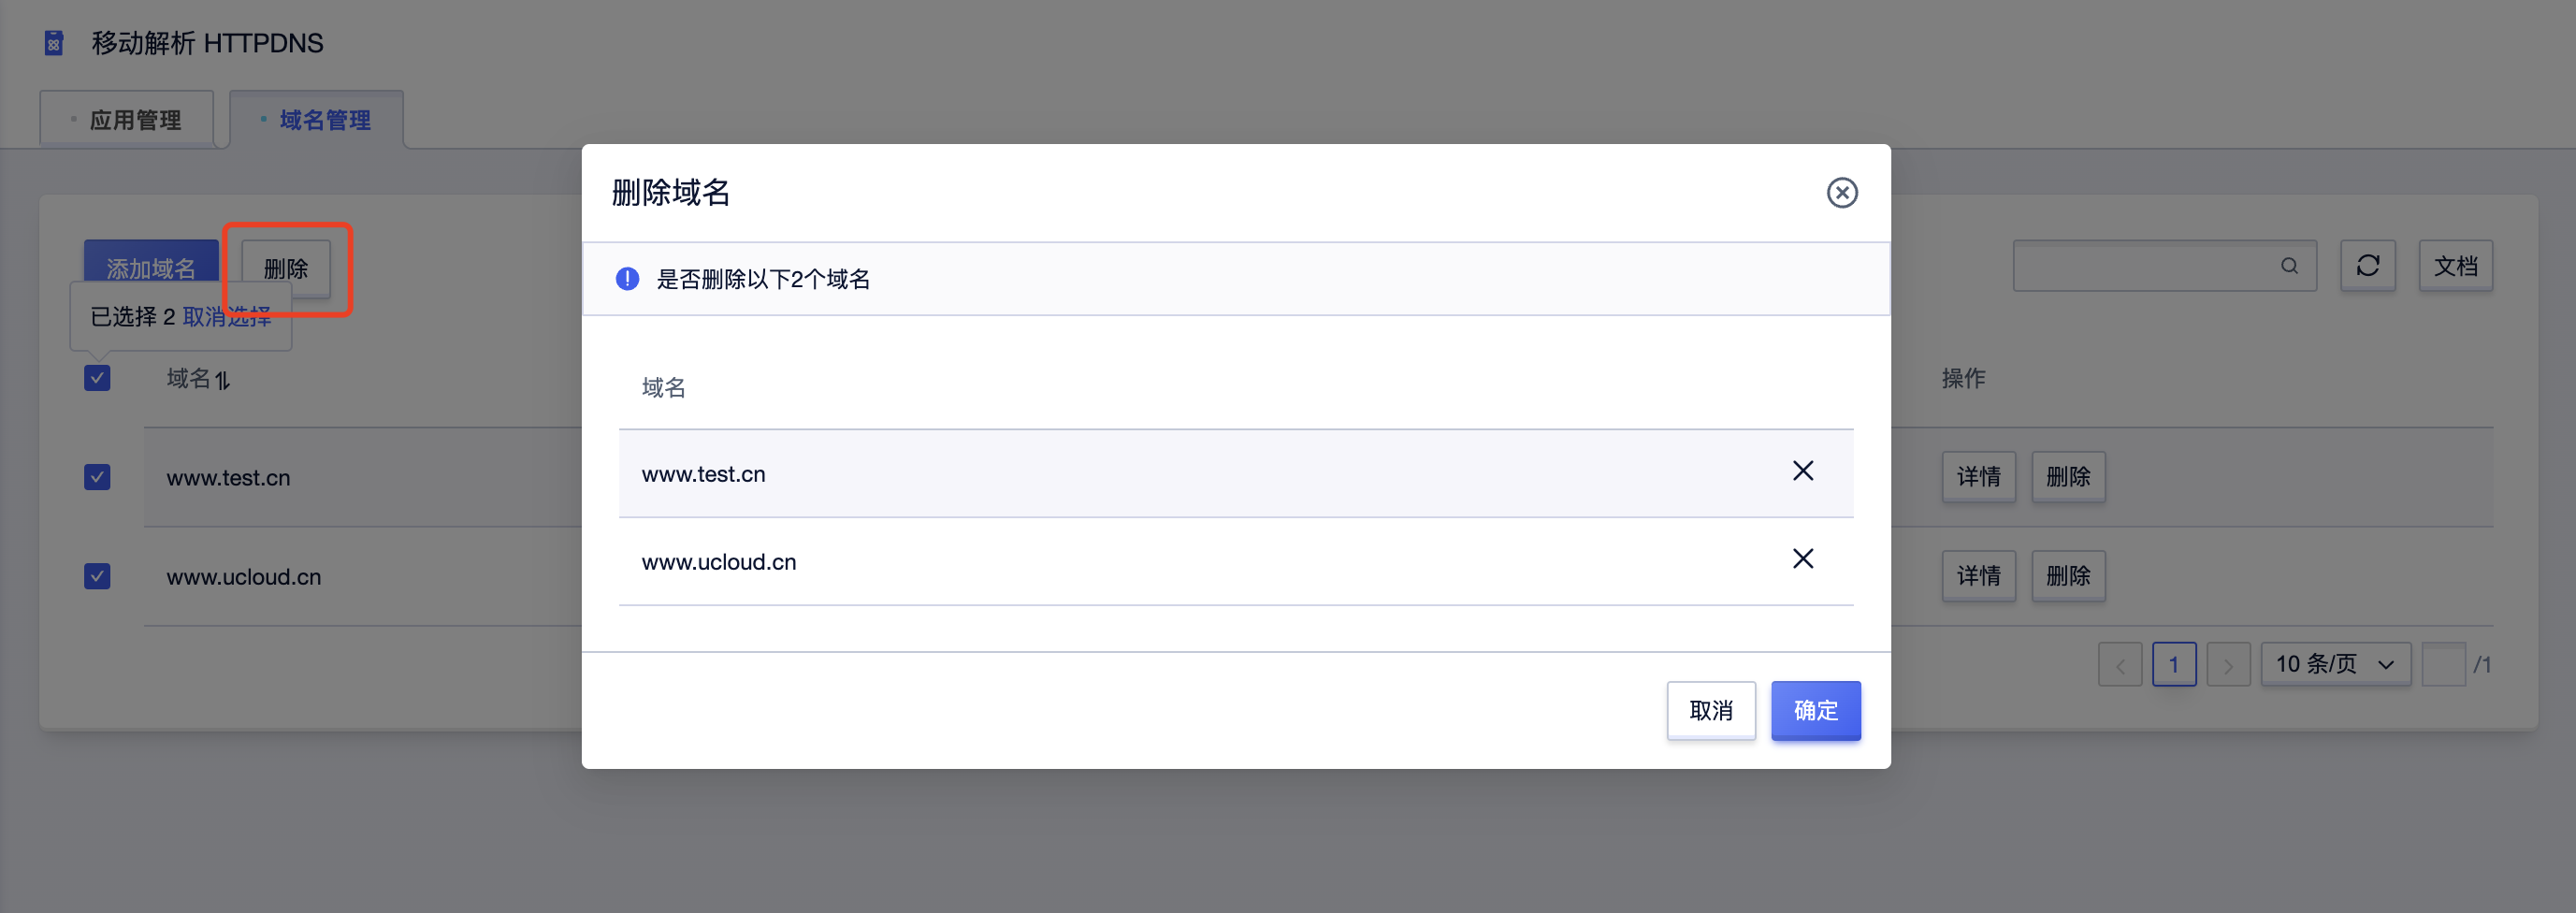 移动解析 HTTPDNS
应用管理
域名管理
添加域名
删除
文档
已选择 2 取消选择
域名
操作
www.test.cn
详情
删除
www.ucloud.cn
详情
删除
1
10 条/页
/1
删除域名
是否删除以下2个域名
域名
www.test.cn
www.ucloud.cn
取消
确定